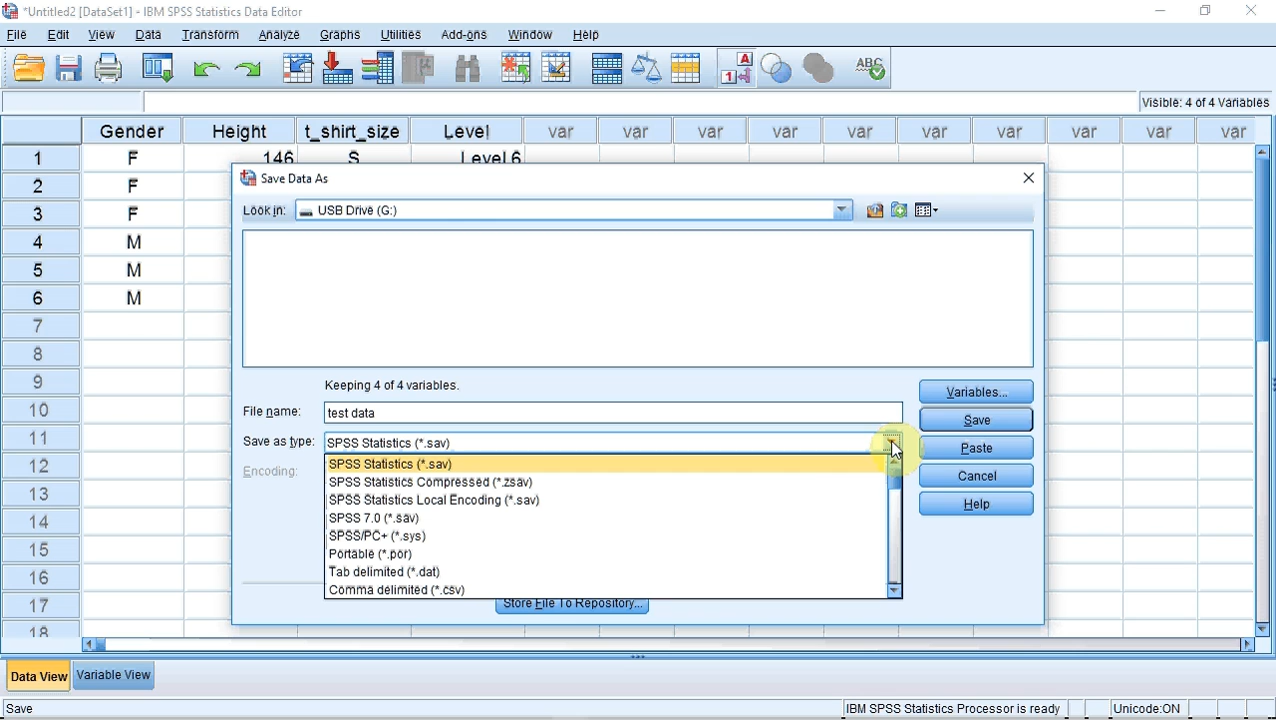 *Untitled2 [DataSet1] - IBM SPSS Statistics Data Editor
File Edit View Data Transform Analyze Graphs Utilities Add-ons Window Help
Visible: 4 of 4 Variables
Gender Height t_shirt_size Level var var var var var var var var var var
1 F 146 S Level 6
2 F
3 F
4 M
5 M
6 M
7
8
9
10
11
12
13
14
15
16
17
18
Save Data As
Look in: USB Drive (G:)
Keeping 4 of 4 variables.
File name: test data
Save as type: SPSS Statistics (*.sav)
Encoding:
SPSS Statistics (*.sav)
SPSS Statistics Compressed (*.zsav)
SPSS Statistics Local Encoding (*.sav)
SPSS 7.0 (*.sav)
SPSS/PC+ (*.sys)
Portable (*.por)
Tab delimited (*.dat)
Comma delimited (*.csv)
Variables...
Save
Paste
Cancel
Help
Store File To Repository...
Data View Variable View
Save IBM SPSS Statistics Processor is ready Unicode:ON